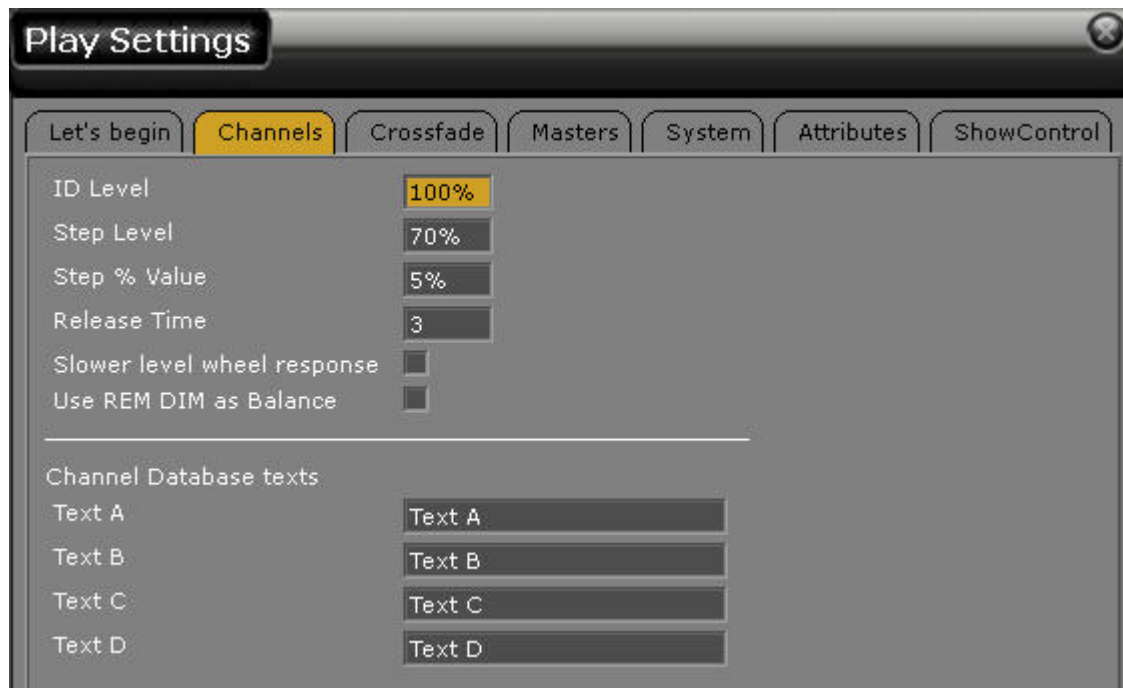 Play Settings
Let's begin Channels Crossfade Masters System Attributes ShowControl
ID Level 100%
Step Level 70%
Step % Value 5%
Release Time 3
Slower level wheel response
Use REM DIM as Balance
Channel Database texts
Text A Text A
Text B Text B
Text C Text C
Text D Text D